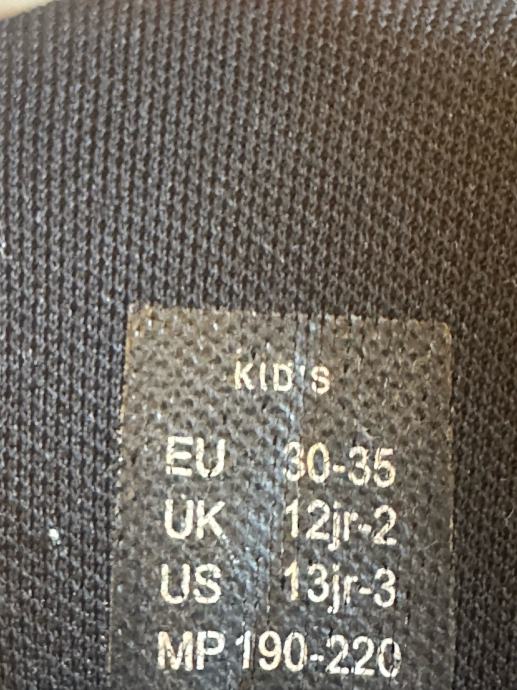 KID'S
EU 30-35
UK 12jr-2
US 13jr-3
MP 190-220